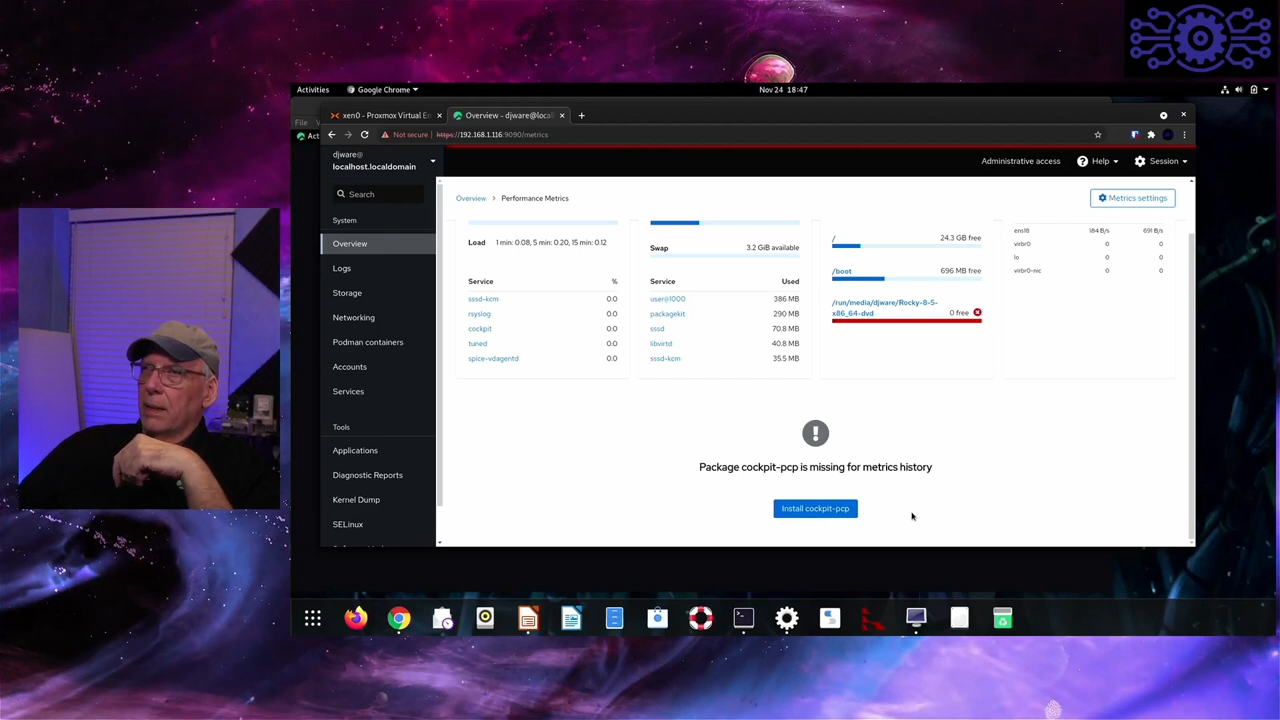 Activities
Google Chrome
Nov 24 18:47
File
Act
xen0 - Proxmox Virtual En
Overview - djware@local
Not secure
https://192.168.1.116:9090/metrics
djware@
localhost.localdomain
Administrative access
Help
Session
Search
System
Overview
Logs
Storage
Networking
Podman containers
Accounts
Services
Tools
Applications
Diagnostic Reports
Kernel Dump
SELinux
Overview > Performance Metrics
Metrics settings
Load 1 min: 0.08, 5 min: 0.20, 15 min: 0.12
Service %
sssd-kcm 0.0
rsyslog 0.0
cockpit 0.0
tuned 0.0
spice-vdagentd 0.0
Swap 3.2 GiB available
Service Used
user@1000 386 MB
packagekit 290 MB
sssd 70.8 MB
libvirtd 40.8 MB
sssd-kcm 35.5 MB
/ 24.3 GB free
/boot 696 MB free
/run/media/djware/Rocky-8-5-
x86_64-dvd 0 free
ens18 184 B/s 691 B/s
virbr0 0 0
lo 0 0
virbr0-nic 0 0
Package cockpit-pcp is missing for metrics history
Install cockpit-pcp